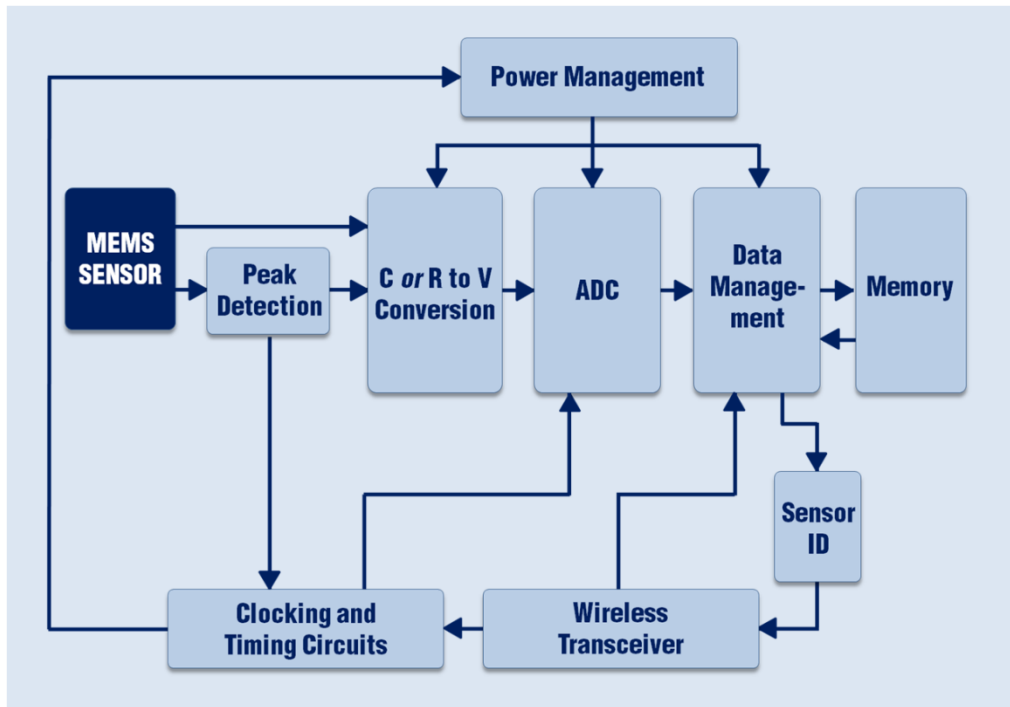 Power Management
MEMS
SENSOR
Peak
Detection
C or R to V
Conversion
ADC
Data
Manage-
ment
Memory
Sensor
ID
Clocking and
Timing Circuits
Wireless
Transceiver